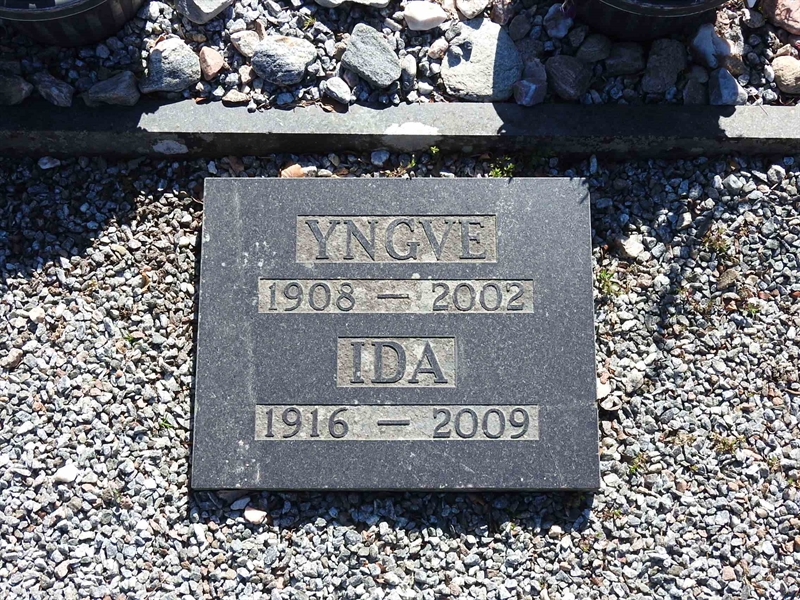 YNGVE
1908 — 2002
IDA
1916 — 2009